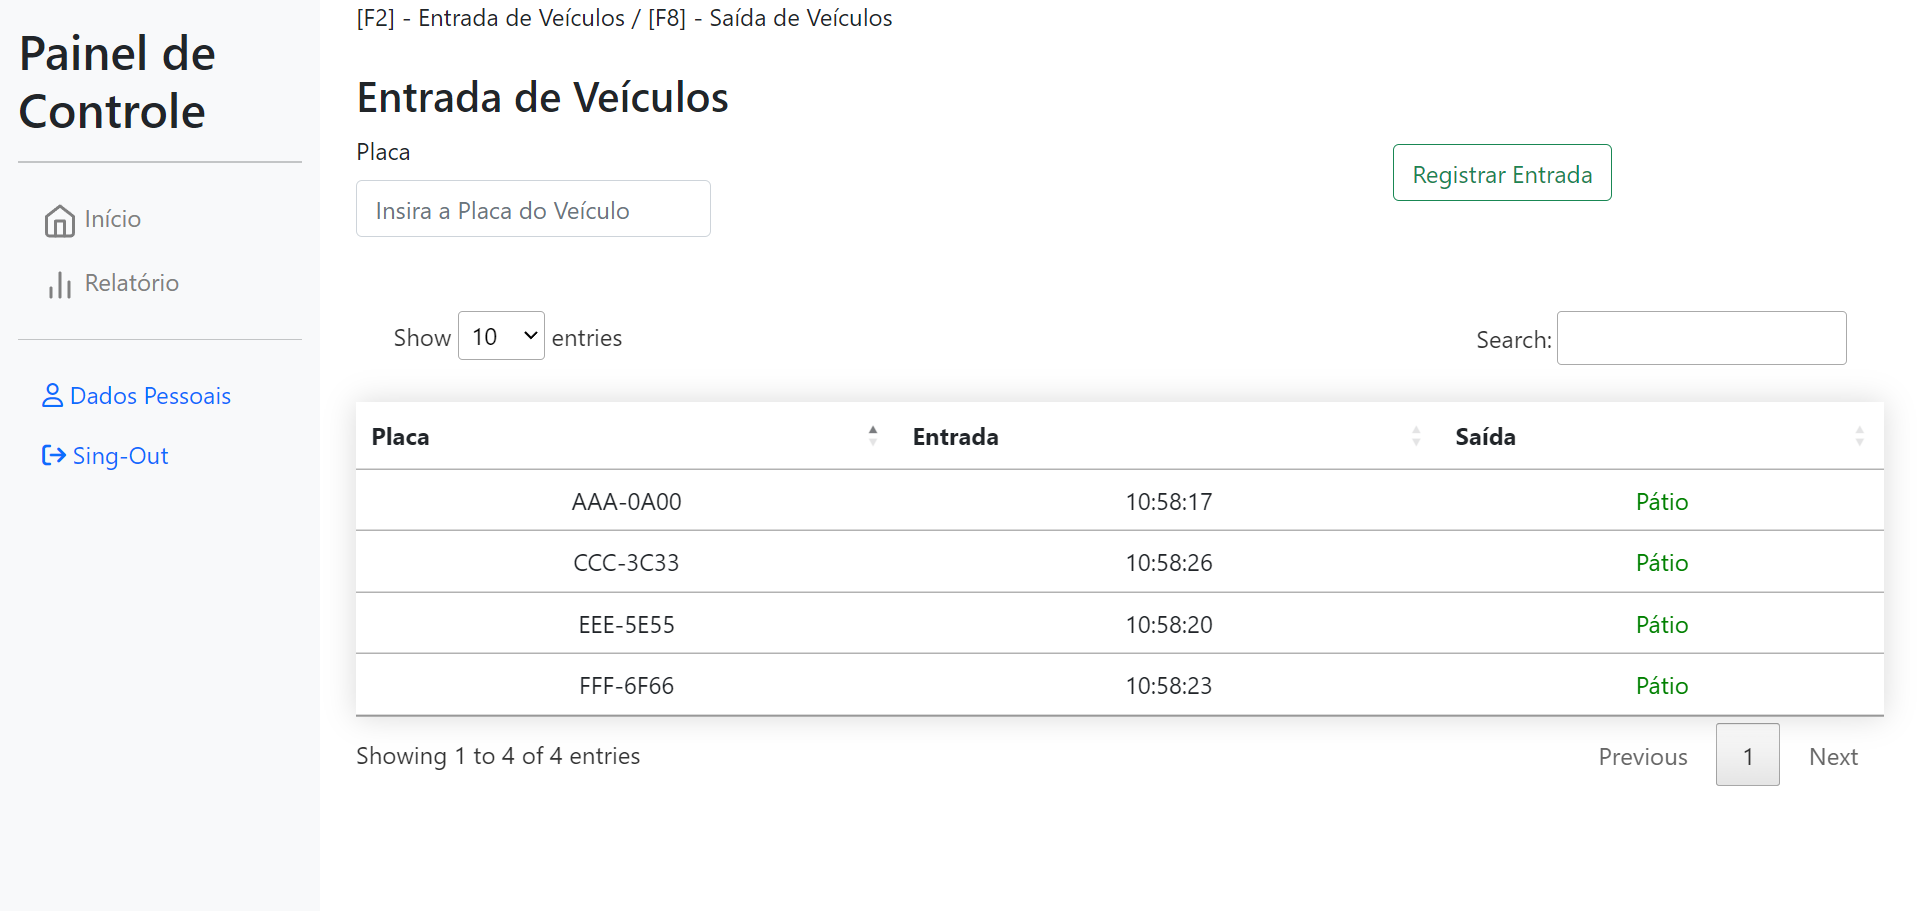 Painel de
Controle
Início
Relatório
Dados Pessoais
Sing-Out
[F2] - Entrada de Veículos / [F8] - Saída de Veículos
Entrada de Veículos
Placa
Registrar Entrada
Insira a Placa do Veículo
Show 10 entries
Search:
Placa Entrada Saída
AAA-0A00 10:58:17 Pátio
CCC-3C33 10:58:26 Pátio
EEE-5E55 10:58:20 Pátio
FFF-6F66 10:58:23 Pátio
Showing 1 to 4 of 4 entries
Previous 1 Next